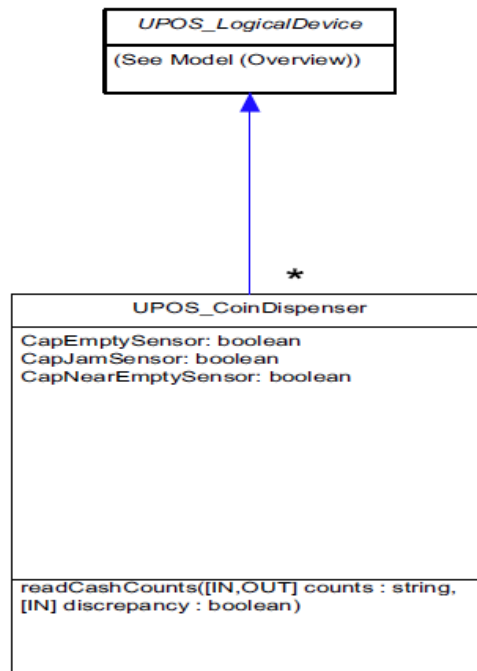 UPOS_LogicalDevice
(See Model (Overview))
*
UPOS_CoinDispenser
CapEmptySensor: boolean
CapJamSensor: boolean
CapNearEmptySensor: boolean
readCashCounts([IN,OUT] counts : string,
[IN] discrepancy : boolean)